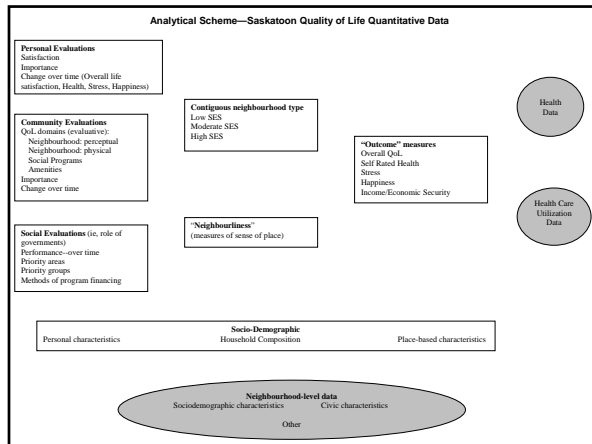 Analytical Scheme—Saskatoon Quality of Life Quantitative Data
Personal Evaluations
Satisfaction
Importance
Change over time (Overall life
satisfaction, Health, Stress, Happiness)
Community Evaluations
QoL domains (evaluative):
Neighbourhood: perceptual
Neighbourhood: physical
Social Programs
Amenities
Importance
Change over time
Social Evaluations (ie, role of
governments)
Performance--over time
Priority areas
Priority groups
Methods of program financing
Contiguous neighbourhood type
Low SES
Moderate SES
High SES
“Neighbourliness”
(measures of sense of place)
“Outcome” measures
Overall QoL
Self Rated Health
Stress
Happiness
Income/Economic Security
Health
Data
Health Care
Utilization
Data
Socio-Demographic
Personal characteristics Household Composition Place-based characteristics
Neighbourhood-level data
Sociodemographic characteristics Civic characteristics
Other